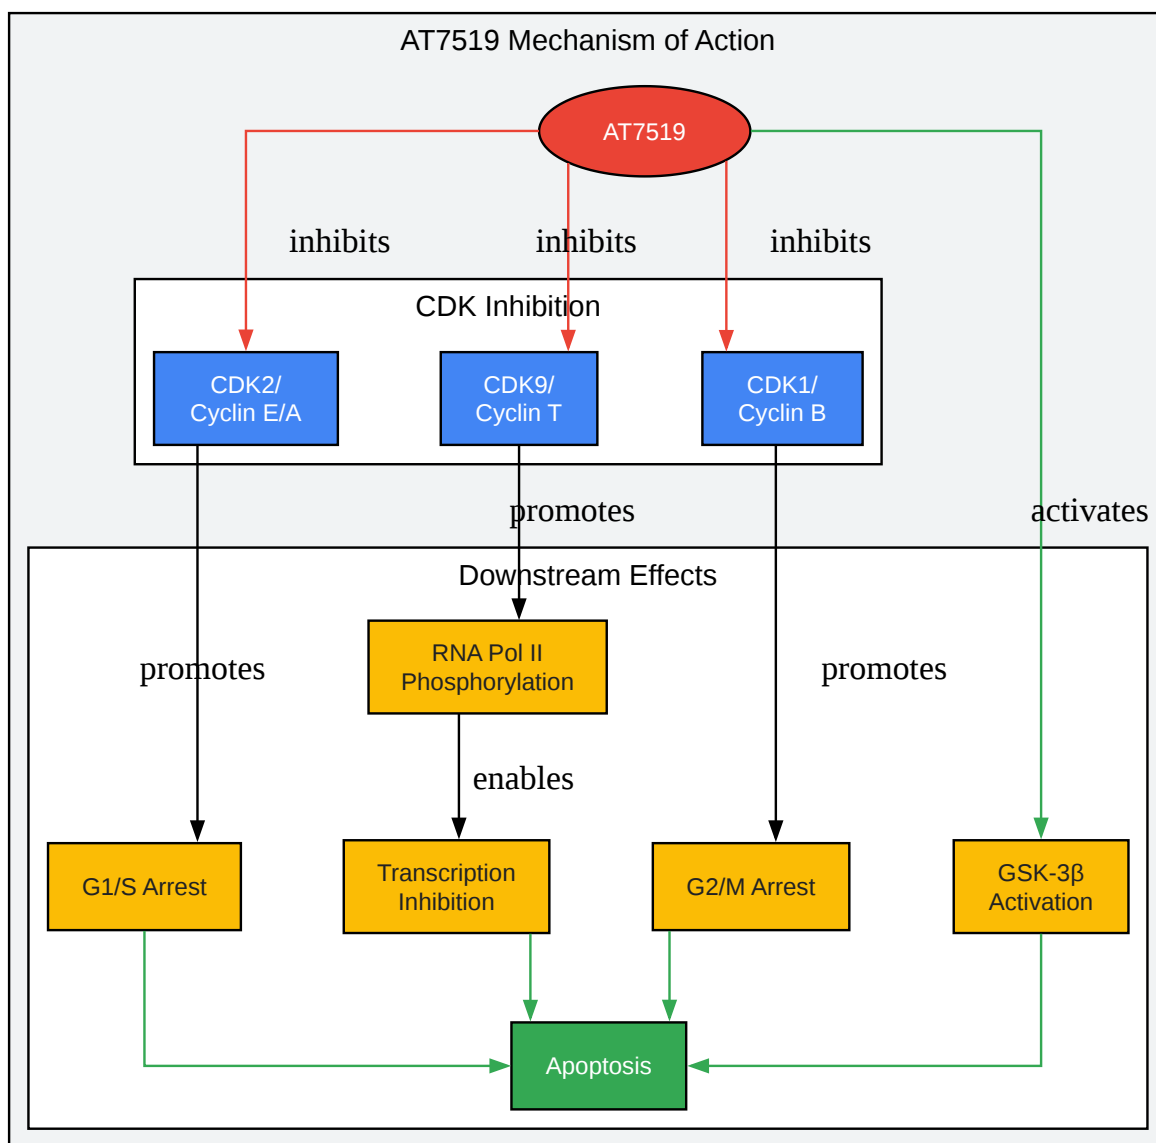 AT7519 Mechanism of Action
AT7519
inhibits
inhibits
inhibits
CDK Inhibition
CDK2/
Cyclin E/A
CDK9/
Cyclin T
CDK1/
Cyclin B
promotes
activates
Downstream Effects
RNA Pol II
Phosphorylation
promotes
promotes
enables
G1/S Arrest
Transcription
Inhibition
G2/M Arrest
GSK-3β
Activation
Apoptosis